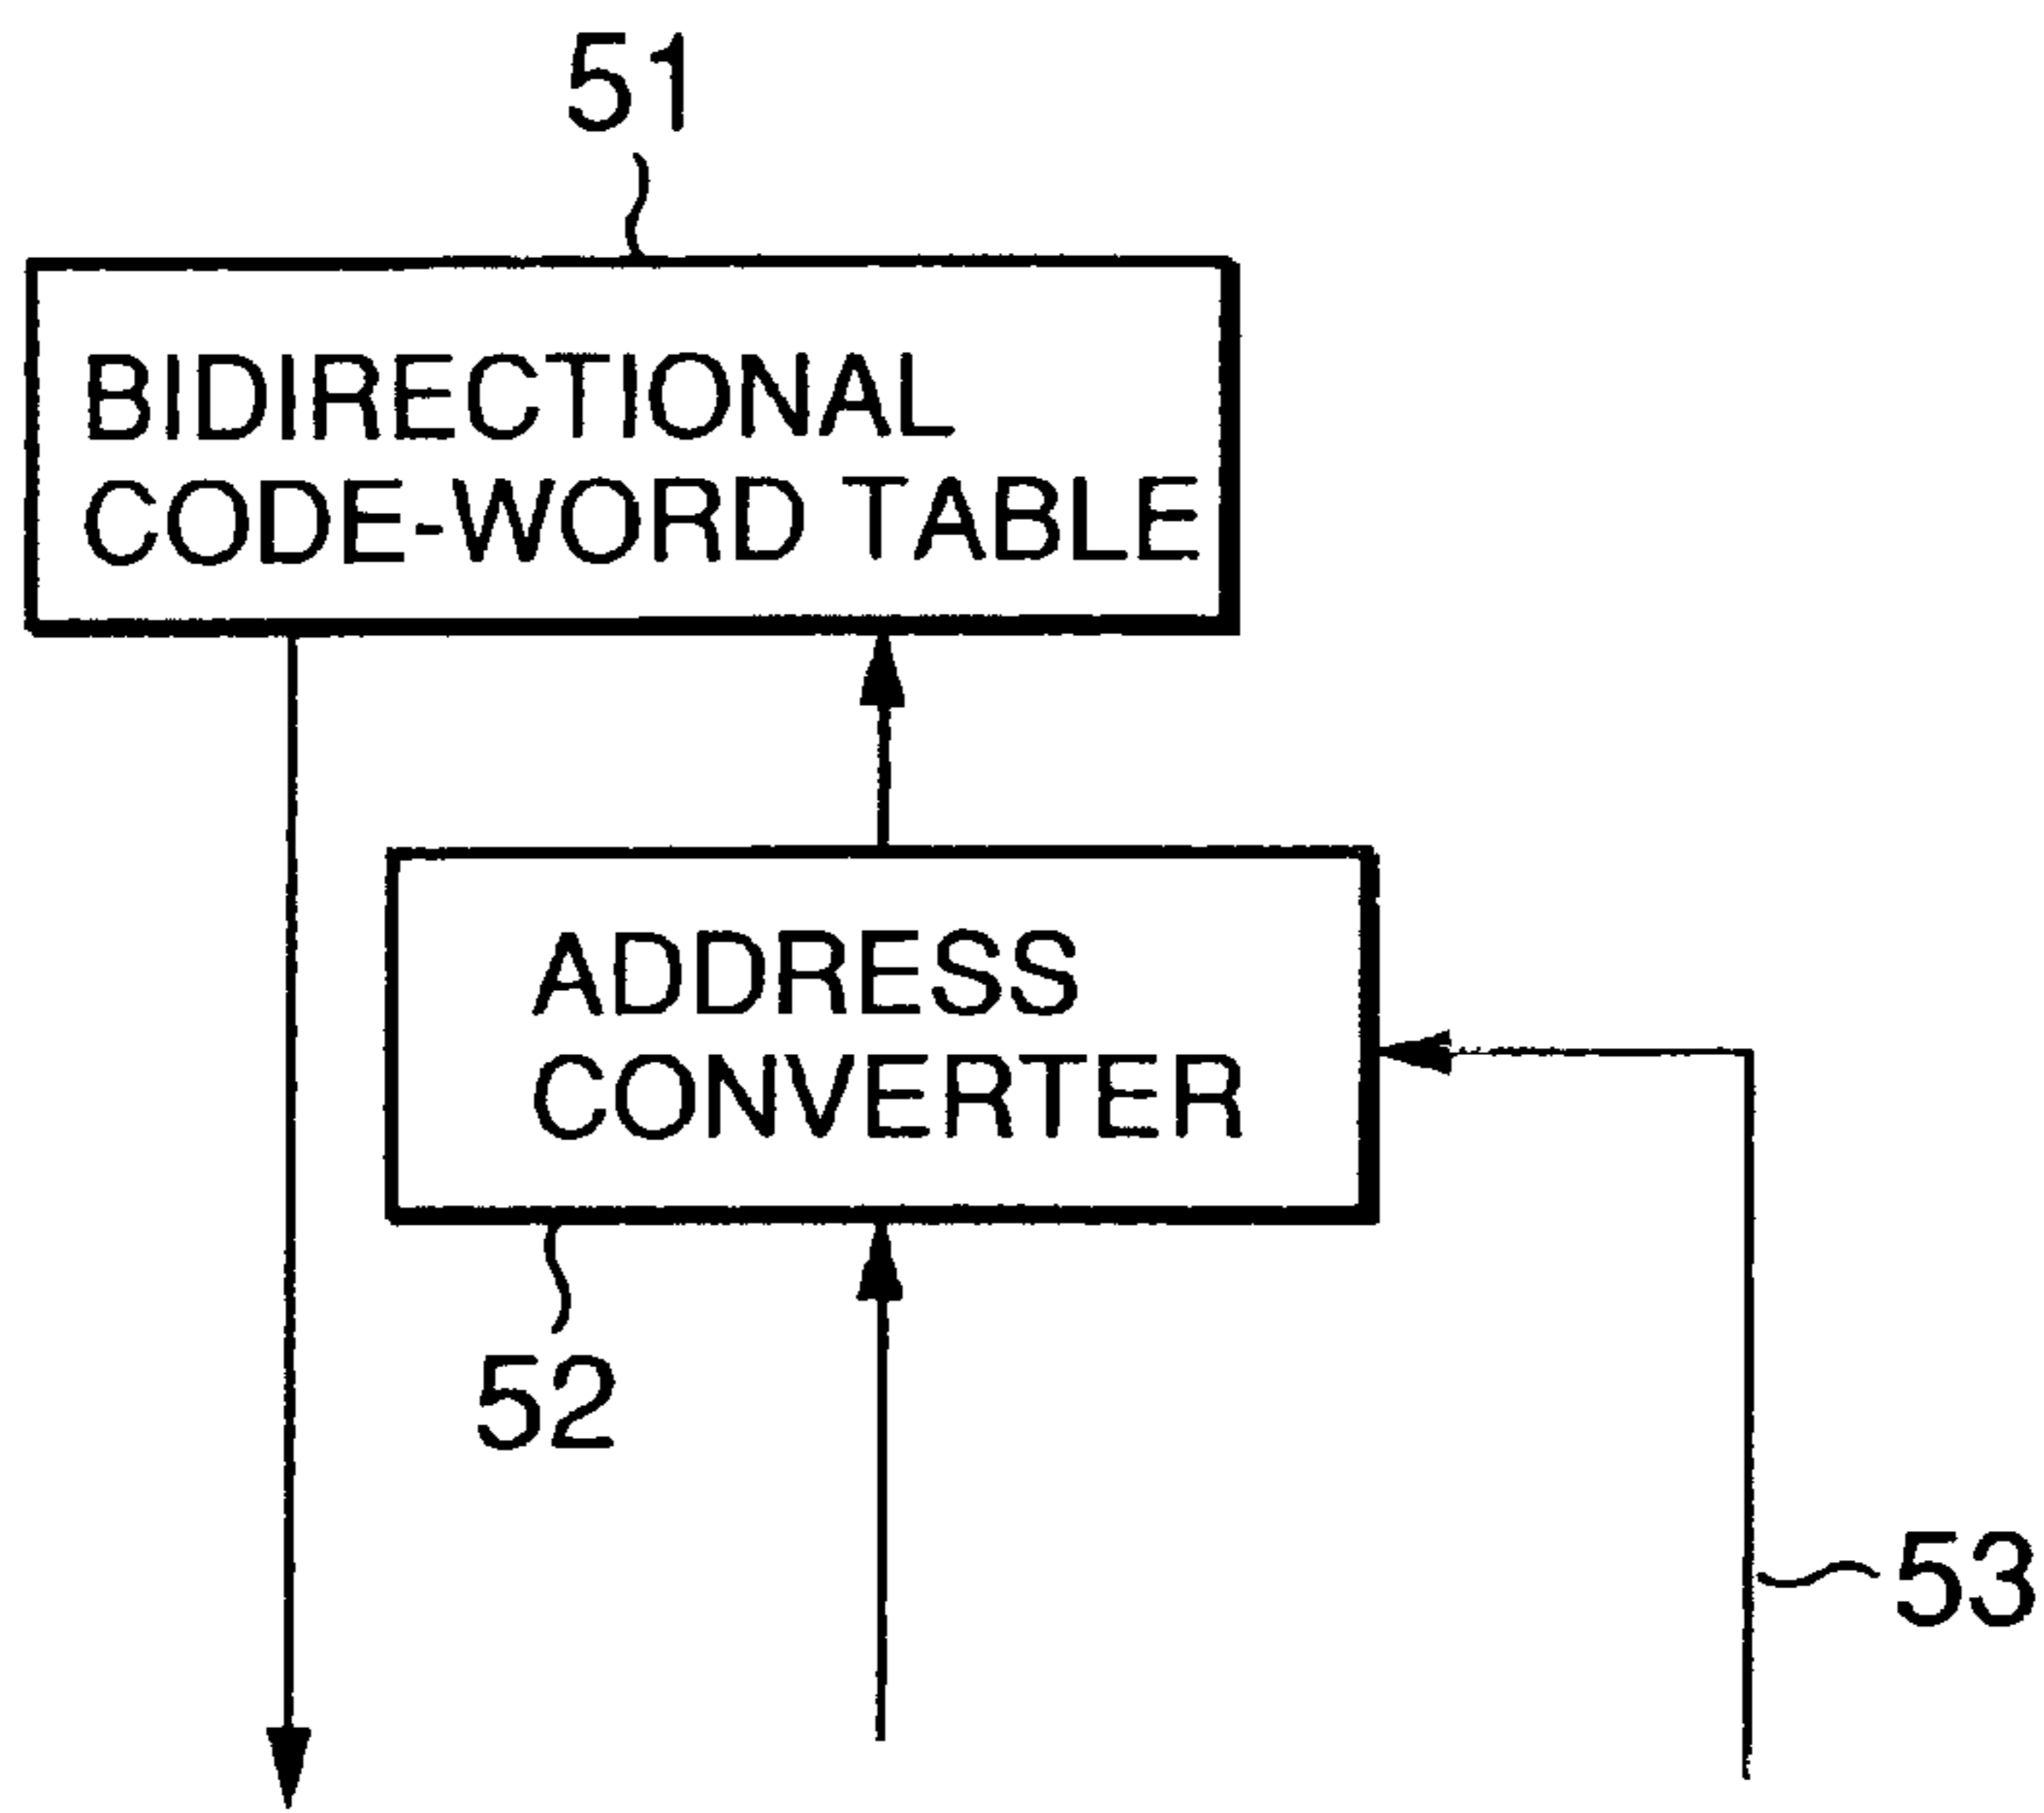 51
BIDIRECTIONAL
CODE-WORD TABLE
ADDRESS
CONVERTER
52
53